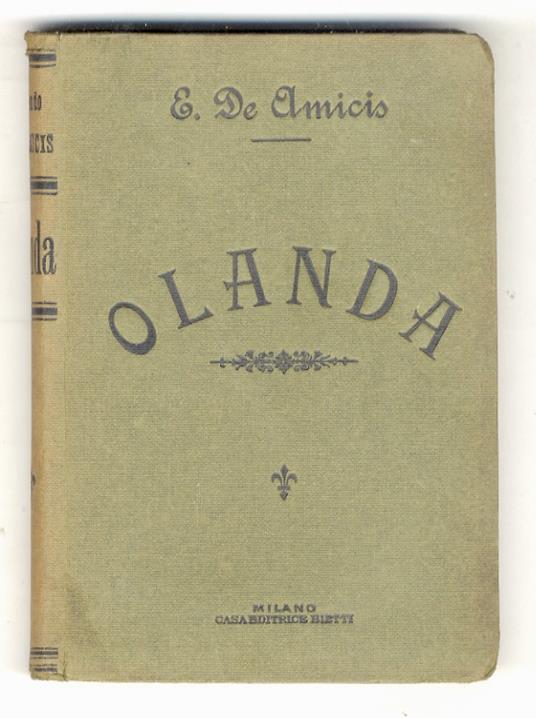 E. De Amicis
OLANDA
MILANO
CASA EDITRICE BIETTI